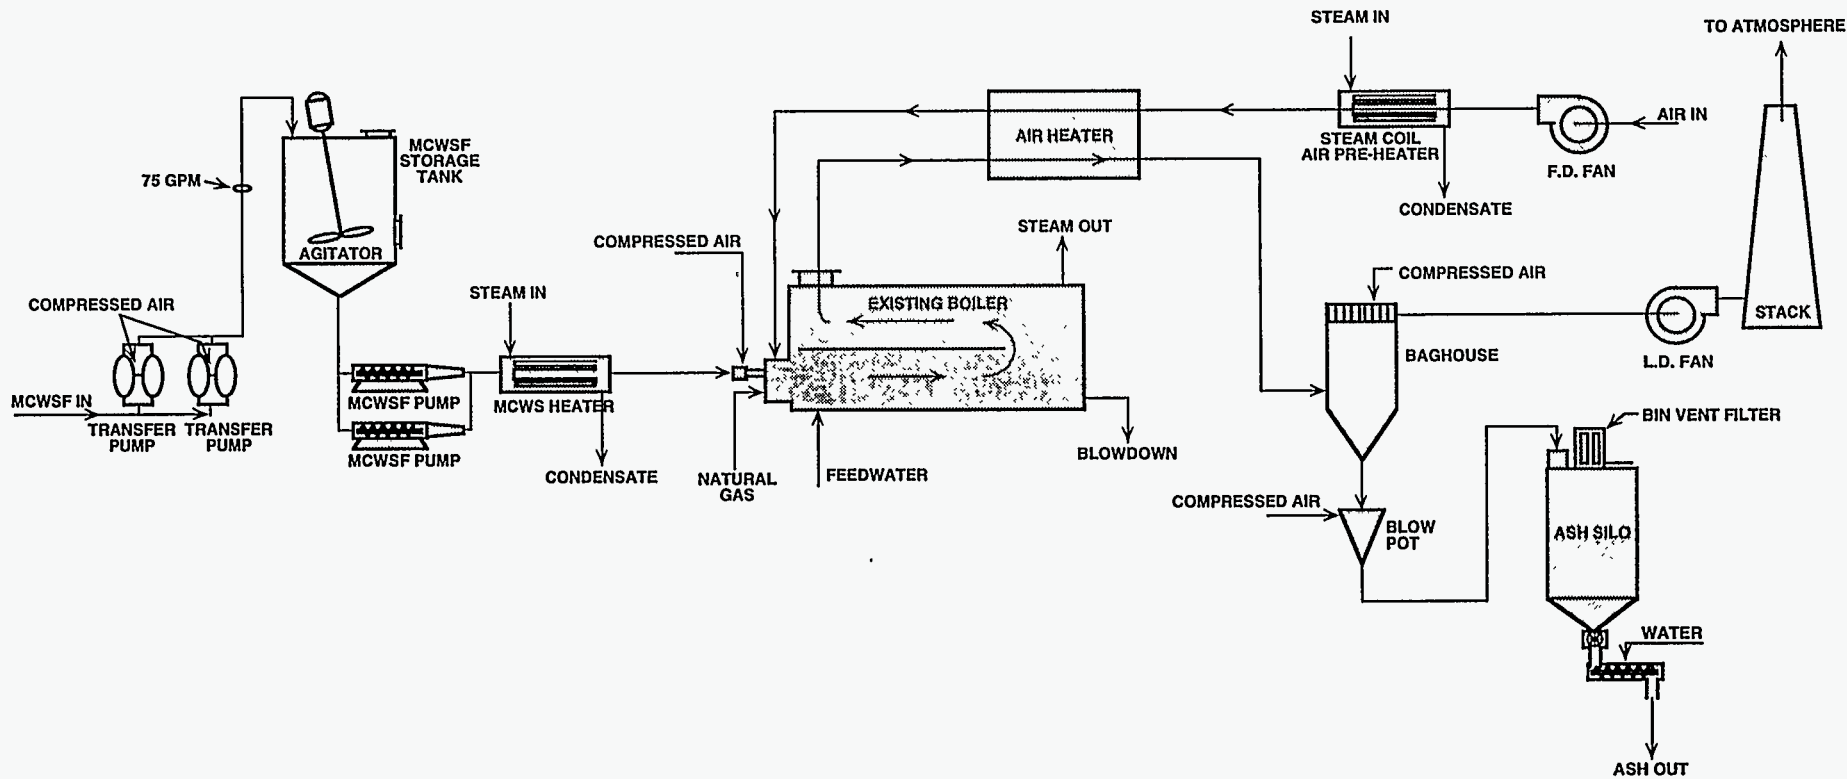 STEAM IN
TO ATMOSPHERE
MCWSF
STORAGE
TANK
75 GPM
AIR HEATER
STEAM COIL
AIR PRE-HEATER
AIR IN
F.D. FAN
CONDENSATE
AGITATOR
COMPRESSED AIR
STEAM OUT
COMPRESSED AIR
STEAM IN
COMPRESSED AIR
EXISTING BOILER
STACK
BAGHOUSE
I.D. FAN
MCWSF IN
TRANSFER
PUMP
TRANSFER
PUMP
MCWSF PUMP
MCWS HEATER
MCWSF PUMP
CONDENSATE
NATURAL
GAS
FEEDWATER
BLOWDOWN
BIN VENT FILTER
COMPRESSED AIR
BLOW
POT
ASH SILO
WATER
ASH OUT